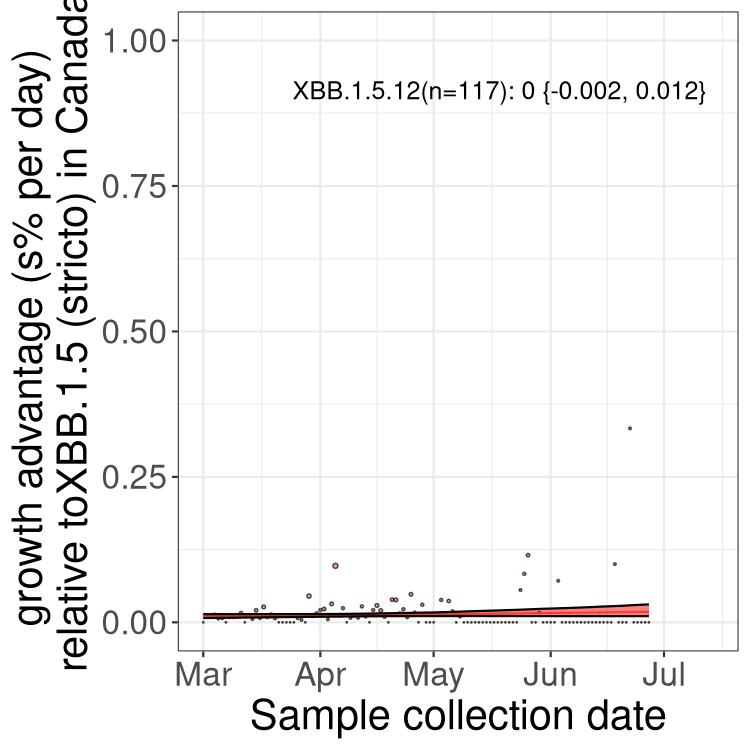 growth advantage (s% per day)
relative toXBB.1.5 (stricto) in Canada
1.00
0.75
0.50
0.25
0.00
XBB.1.5.12(n=117): 0 {-0.002, 0.012}
Mar Apr May Jun Jul
Sample collection date